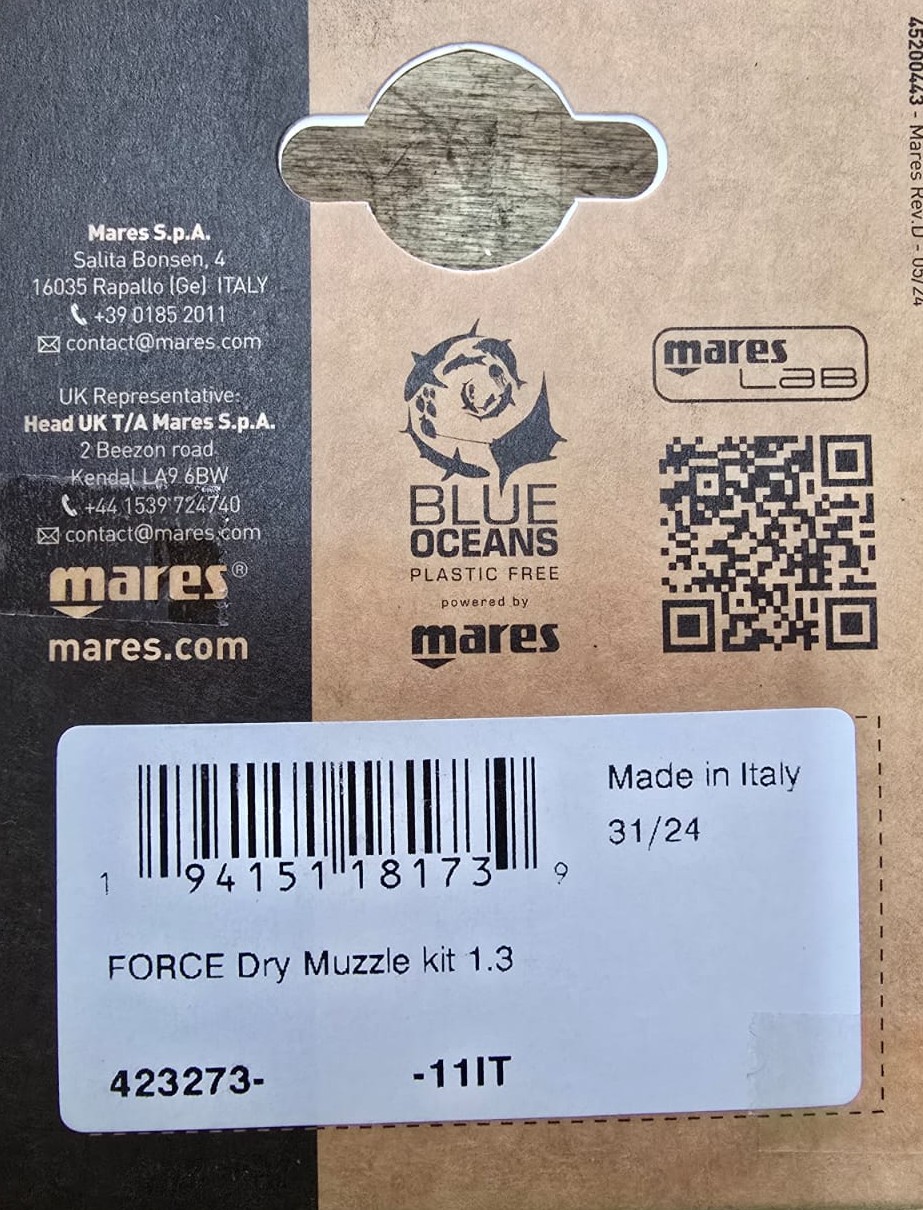 45200443 - Mares Rev.D - 05/24
Mares S.p.A.
Salita Bonsen, 4
16035 Rapallo (Ge) ITALY
+39 0185 2011
contact@mares.com
UK Representative:
Head UK T/A Mares S.p.A.
2 Beezon road
Kendal LA9 6BW
+44 1539 724740
contact@mares.com
mares®
mares.com
BLUE
OCEANS
PLASTIC FREE
powered by
mares
mares
LAB
1 94151 18173 9
Made in Italy
31/24
FORCE Dry Muzzle kit 1.3
423273- -11IT